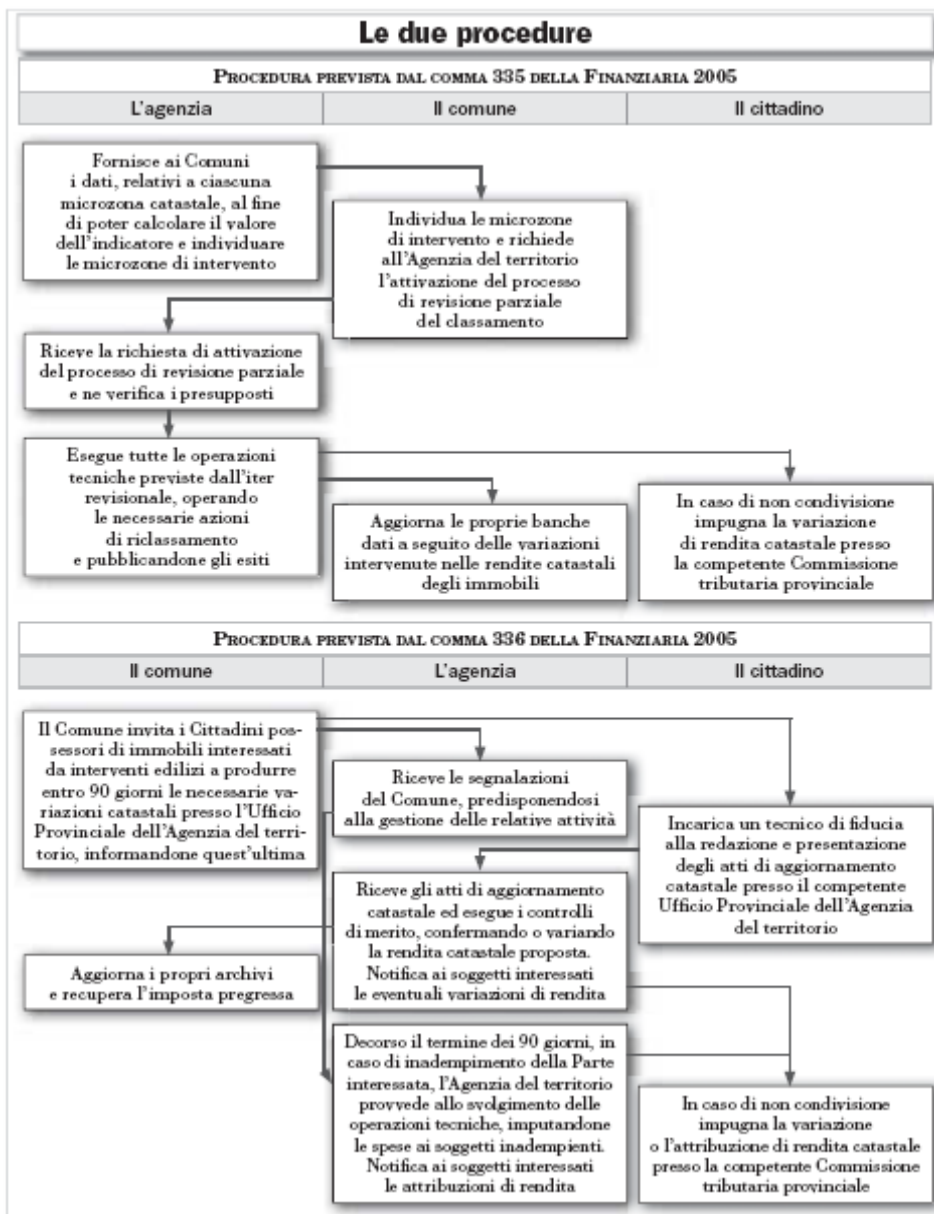 Le due procedure
PROCEDURA PREVISTA DAL COMMA 335 DELLA FINANZIARIA 2005
L'agenzia
Il comune
Il cittadino
Fornisce ai Comuni
i dati, relativi a ciascuna
microzona catastale, al fine
di poter calcolare il valore
dell'indicatore e individuare
le microzone di intervento
Individua le microzone
di intervento e richiede
all'Agenzia del territorio
l'attivazione del processo
di revisione parziale
del classamento
Riceve la richiesta di attivazione
del processo di revisione parziale
e ne verifica i presupposti
Esegue tutte le operazioni
tecniche previste dall'iter
revisionale, operando
le necessarie azioni
di riclassamento
e pubblicandone gli esiti
Aggiorna le proprie banche
dati a seguito delle variazioni
intervenute nelle rendite catastali
degli immobili
In caso di non condivisione
impugna la variazione
di rendita catastale presso
la competente Commissione
tributaria provinciale
PROCEDURA PREVISTA DAL COMMA 336 DELLA FINANZIARIA 2005
Il comune
L'agenzia
Il cittadino
Il Comune invita i Cittadini pos-
sessori di immobili interessati
da interventi edilizi a produrre
entro 90 giorni le necessarie va-
riazioni catastali presso l'Ufficio
Provinciale dell'Agenzia del terri-
torio, informandone quest'ultima
Riceve le segnalazioni
del Comune, predisponendosi
alla gestione delle relative attività
Incarica un tecnico di fiducia
alla redazione e presentazione
degli atti di aggiornamento
catastale presso il competente
Ufficio Provinciale dell'Agenzia
del territorio
Riceve gli atti di aggiornamento
catastale ed esegue i controlli
di merito, confermando o variando
la rendita catastale proposta.
Notifica ai soggetti interessati
le eventuali variazioni di rendita
Aggiorna i propri archivi
e recupera l'imposta pregressa
Decorso il termine dei 90 giorni, in
caso di inadempimento della Parte
interessata, l'Agenzia del territorio
provvede allo svolgimento delle
operazioni tecniche, imputandone
le spese ai soggetti inadempienti.
Notifica ai soggetti interessati
le attribuzioni di rendita
In caso di non condivisione
impugna la variazione
o l'attribuzione di rendita catastale
presso la competente Commissione
tributaria provinciale